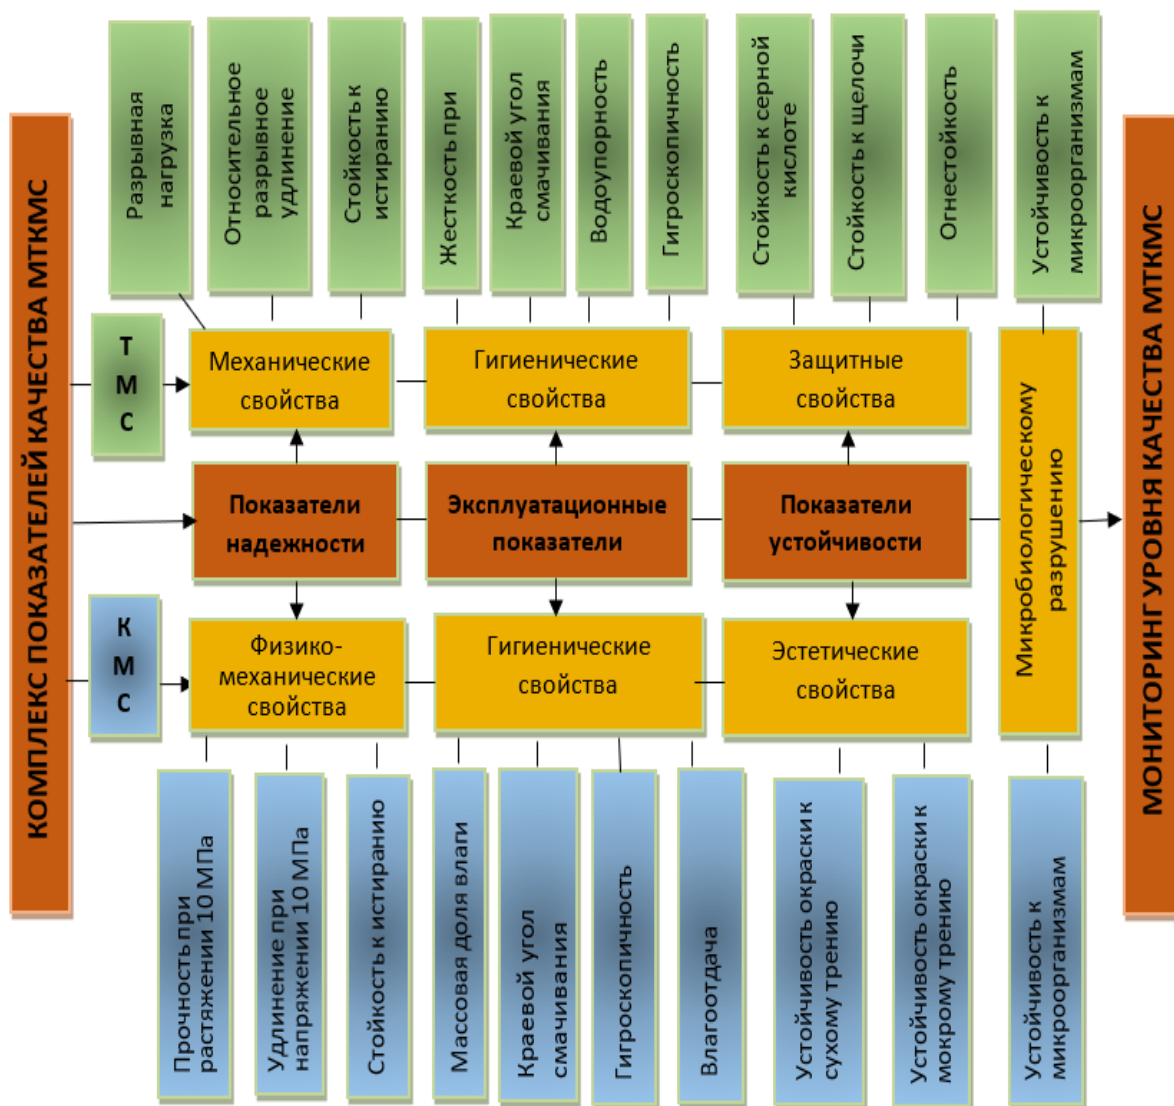 КОМПЛЕКС ПОКАЗАТЕЛЕЙ КАЧЕСТВА МТКМС
Разрывная
нагрузка
Относительное
разрывное
удлинение
Стойкость к
истиранию
Жесткость при
Краевой угол
смачивания
Водоупорность
Гигроскопичность
Стойкость к серной
кислоте
Стойкость к щелочи
Огнестойкость
Устойчивость к
микроорганизмам
Т
М
С
Механические
свойства
Гигиенические
свойства
Защитные
свойства
Показатели
надежности
Эксплуатационные
показатели
Показатели
устойчивости
Микробиологическому
разрушению
К
М
С
Физико-
механические
свойства
Гигиенические
свойства
Эстетические
свойства
Прочность при
растяжении 10 МПа
Удлинение при
напряжении 10 МПа
Стойкость к истиранию
Массовая доля влаги
Краевой угол
смачивания
Гигроскопичность
Влагоотдача
Устойчивость окраски к
сухому трению
Устойчивость окраски к
мокрому трению
Устойчивость к
микроорганизмам
МОНИТОРИНГ УРОВНЯ КАЧЕСТВА МТКМС